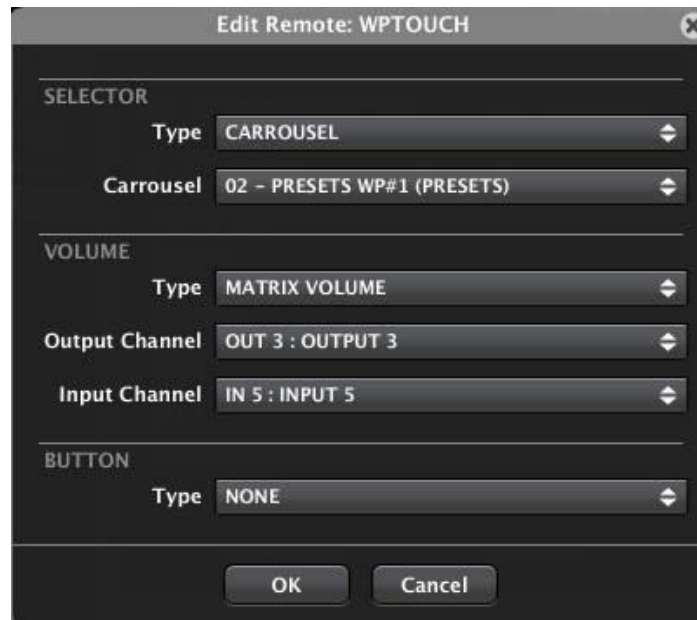 Edit Remote: WPTOUCH
SELECTOR
Type CARROUSEL
Carrousel 02 - PRESETS WP#1 (PRESETS)
VOLUME
Type MATRIX VOLUME
Output Channel OUT 3 : OUTPUT 3
Input Channel IN 5 : INPUT 5
BUTTON
Type NONE
OK Cancel